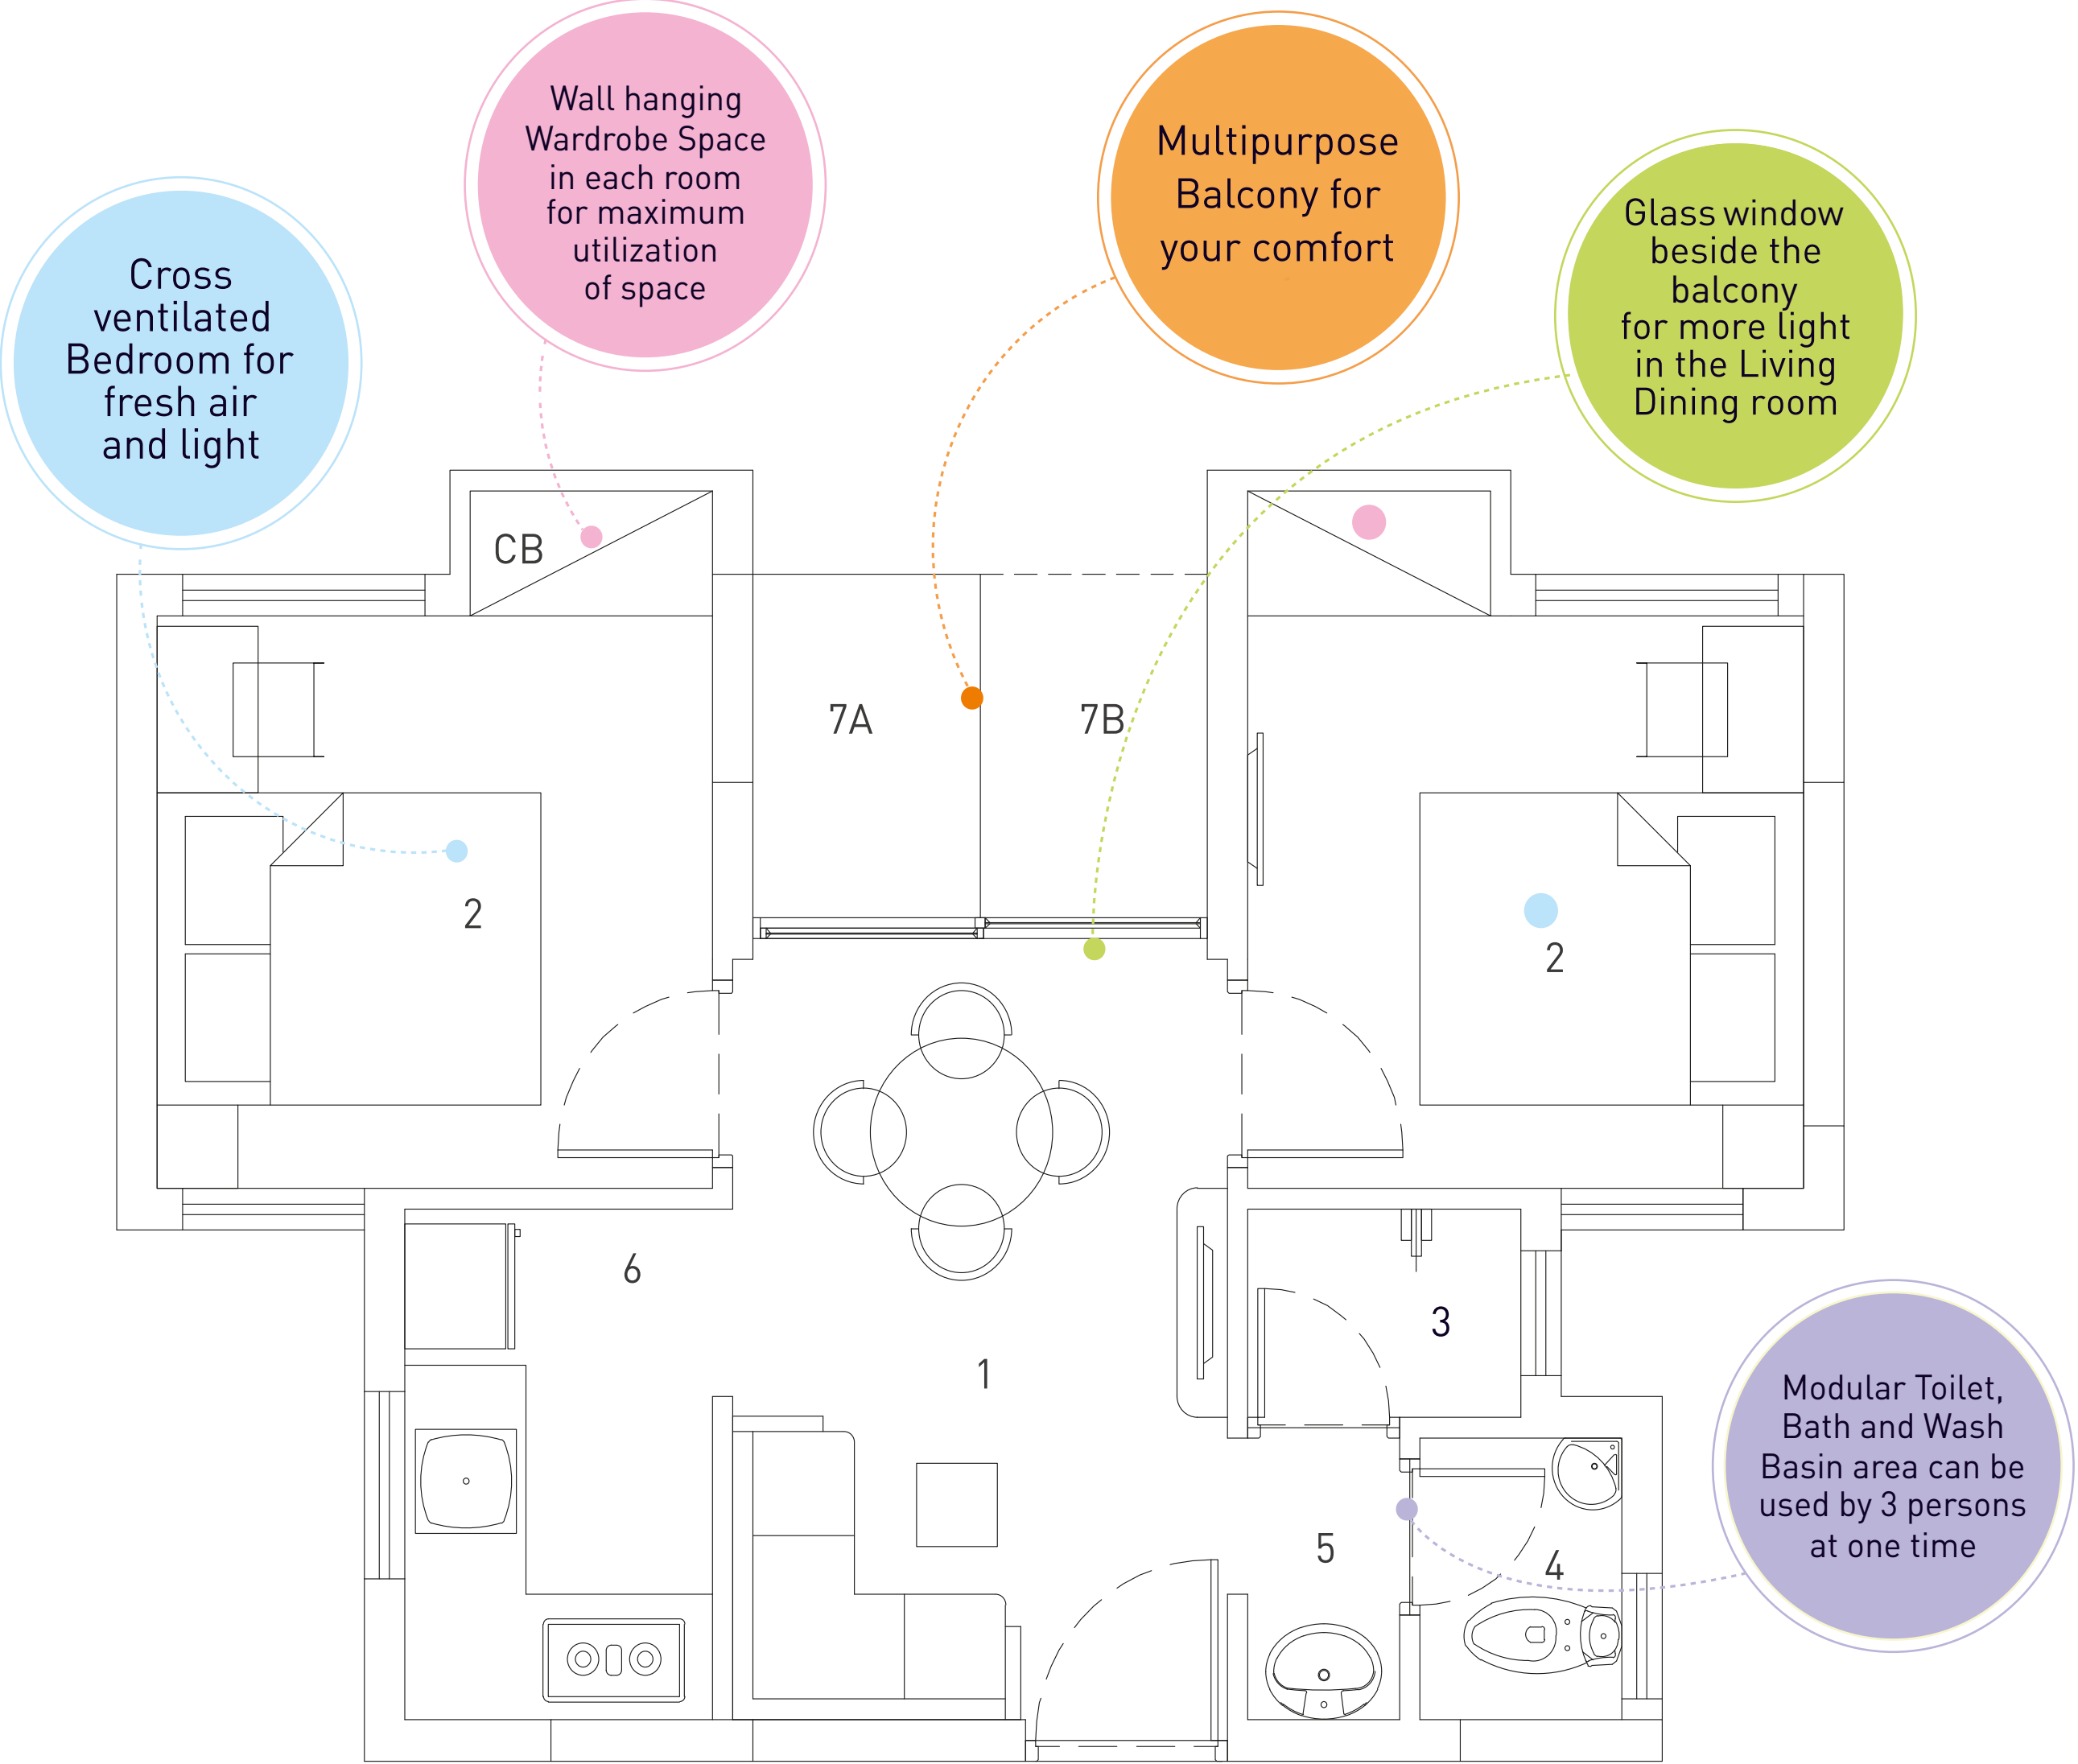 Wall hanging
Wardrobe Space
in each room
for maximum
utilization
of space
Multipurpose
Balcony for
your comfort
Glass window
beside the
balcony
for more light
in the Living
Dining room
Cross
ventilated
Bedroom for
fresh air
and light
CB
7A
7B
2
2
6
3
1
5
4
Modular Toilet,
Bath and Wash
Basin area can be
used by 3 persons
at one time